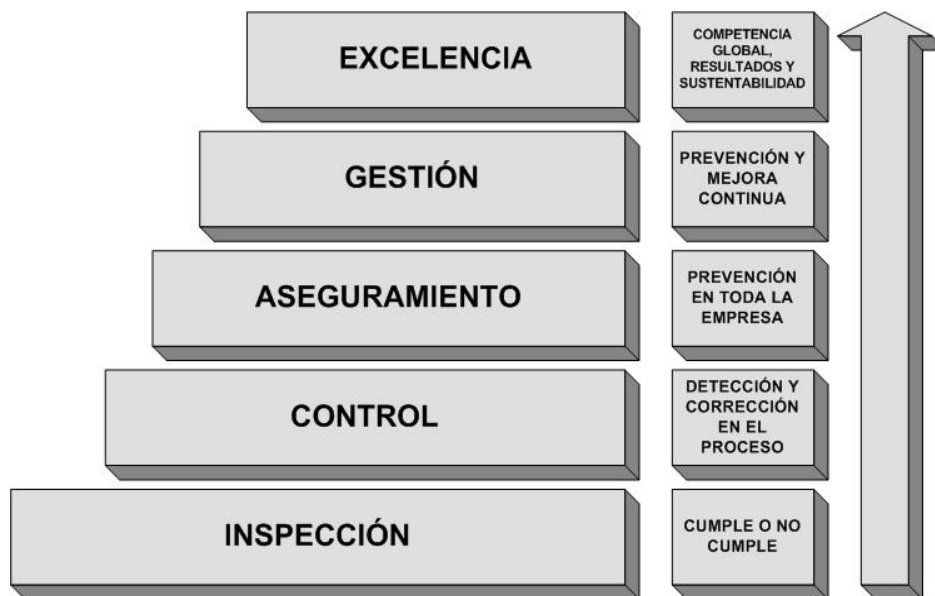 EXCELENCIA
COMPETENCIA
GLOBAL,
RESULTADOS Y
SUSTENTABILIDAD
GESTIÓN
PREVENCIÓN Y
MEJORA
CONTINUA
ASEGURAMIENTO
PREVENCIÓN
EN TODA LA
EMPRESA
CONTROL
DETECCIÓN Y
CORRECCIÓN
EN EL
PROCESO
INSPECCIÓN
CUMPLE O NO
CUMPLE